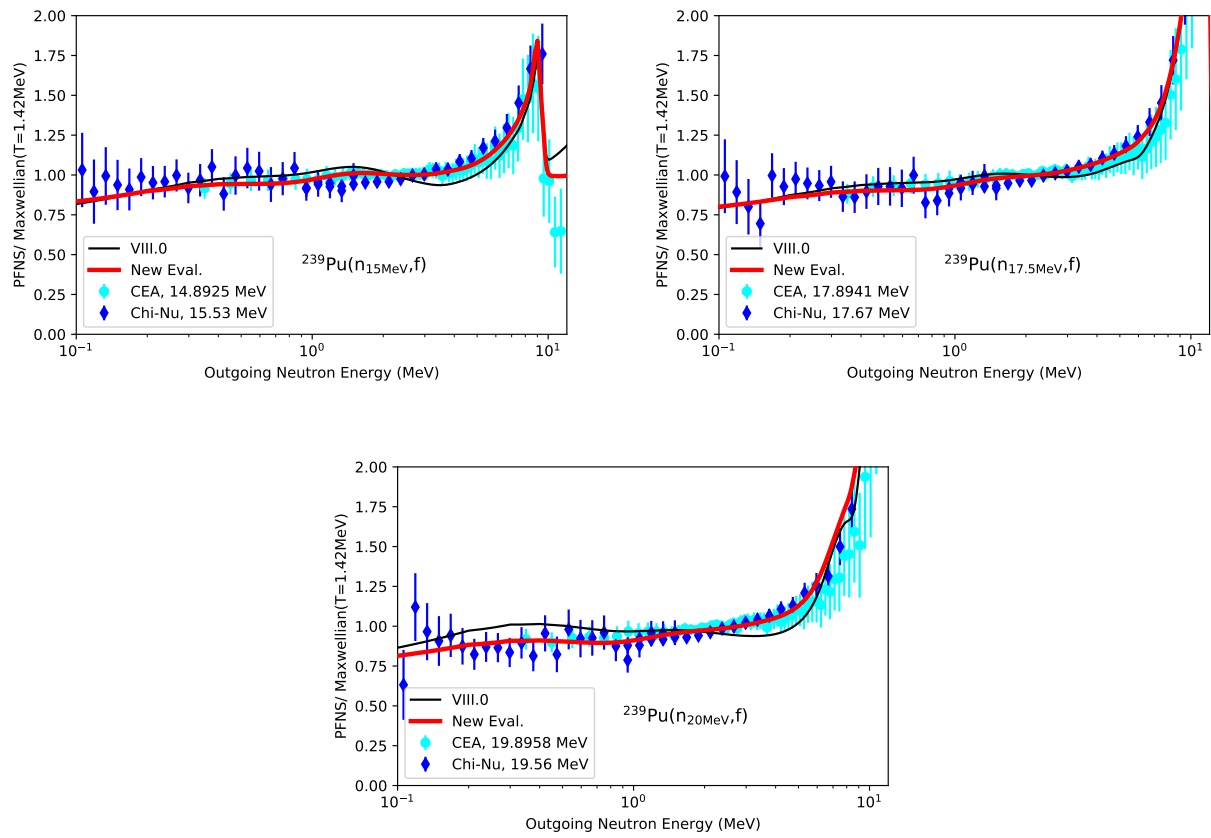 2.00
1.75
1.50
1.25
1.00
0.75
0.50
0.25
0.00
PFNS/ Maxwellian(T=1.42MeV)
VIII.0
New Eval.
CEA, 14.8925 MeV
Chi-Nu, 15.53 MeV
²³⁹Pu(n₁₅MeV,f)
10⁻¹ 10⁰ 10¹
Outgoing Neutron Energy (MeV)
2.00
1.75
1.50
1.25
1.00
0.75
0.50
0.25
0.00
PFNS/ Maxwellian(T=1.42MeV)
VIII.0
New Eval.
CEA, 17.8941 MeV
Chi-Nu, 17.67 MeV
²³⁹Pu(n₁₇.₅MeV,f)
10⁻¹ 10⁰ 10¹
Outgoing Neutron Energy (MeV)
2.00
1.75
1.50
1.25
1.00
0.75
0.50
0.25
0.00
PFNS/ Maxwellian(T=1.42MeV)
VIII.0
New Eval.
CEA, 19.8958 MeV
Chi-Nu, 19.56 MeV
²³⁹Pu(n₂₀MeV,f)
10⁻¹ 10⁰ 10¹
Outgoing Neutron Energy (MeV)